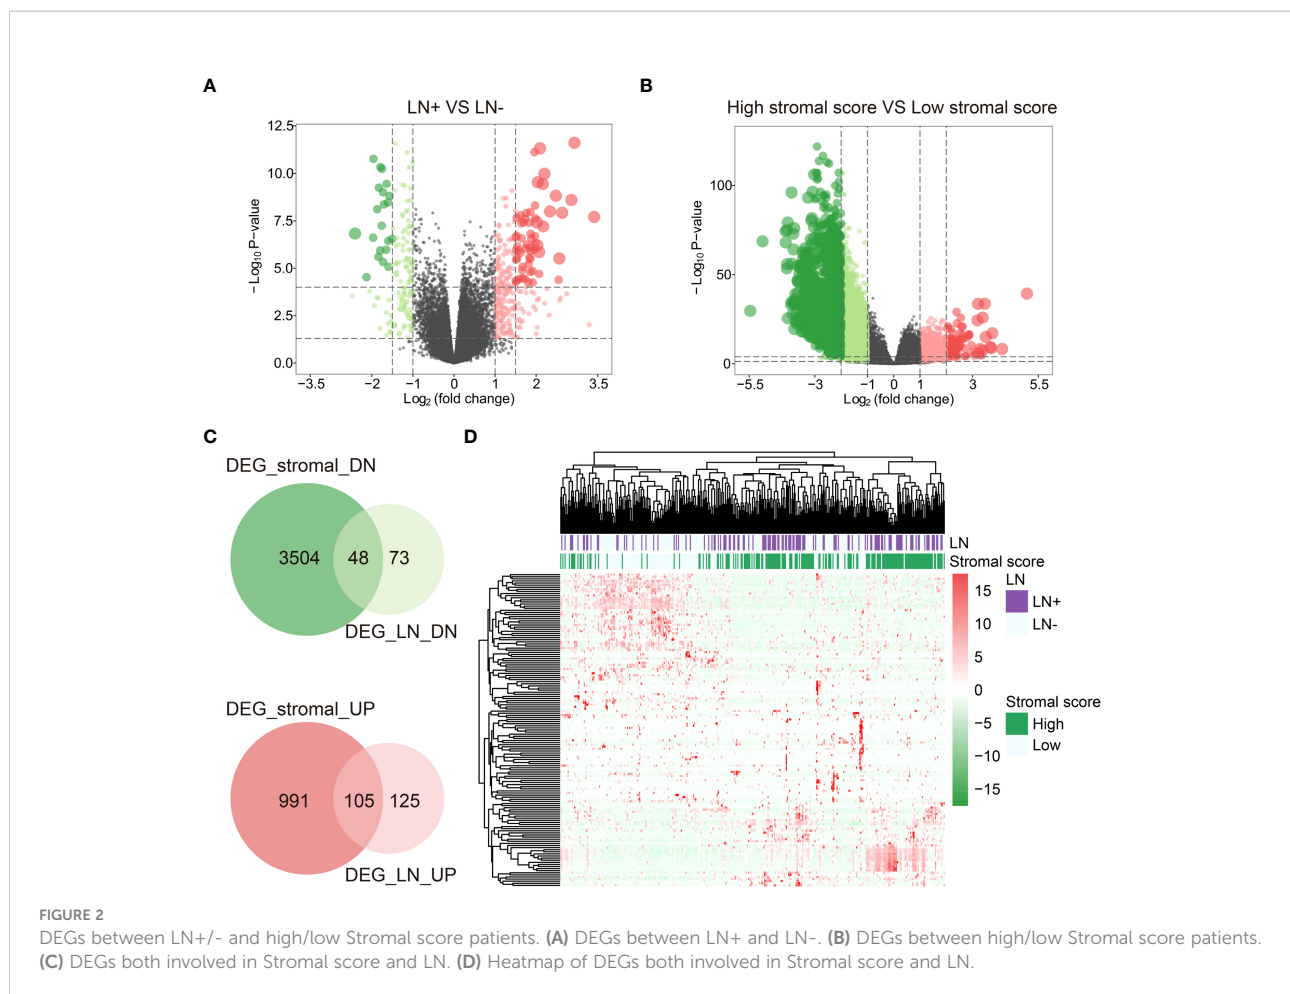 A
LN+ VS LN-
12.5
10.0
7.5
5.0
2.5
0.0
−Log10 P−value
−3.5
−2
−1
0
1
2
3.5
Log2 (fold change)
B
High stromal score VS Low stromal score
100
50
0
−Log10 P−value
−5.5
−3
−1
0
1
3
5.5
Log2 (fold change)
C
DEG_stromal_DN
3504
48
73
DEG_LN_DN
DEG_stromal_UP
991
105
125
DEG_LN_UP
D
LN
Stromal score
15
10
5
0
−5
−10
−15
LN
LN+
LN-
Stromal score
High
Low
FIGURE 2
DEGs between LN+/- and high/low Stromal score patients. (A) DEGs between LN+ and LN-. (B) DEGs between high/low Stromal score patients.
(C) DEGs both involved in Stromal score and LN. (D) Heatmap of DEGs both involved in Stromal score and LN.